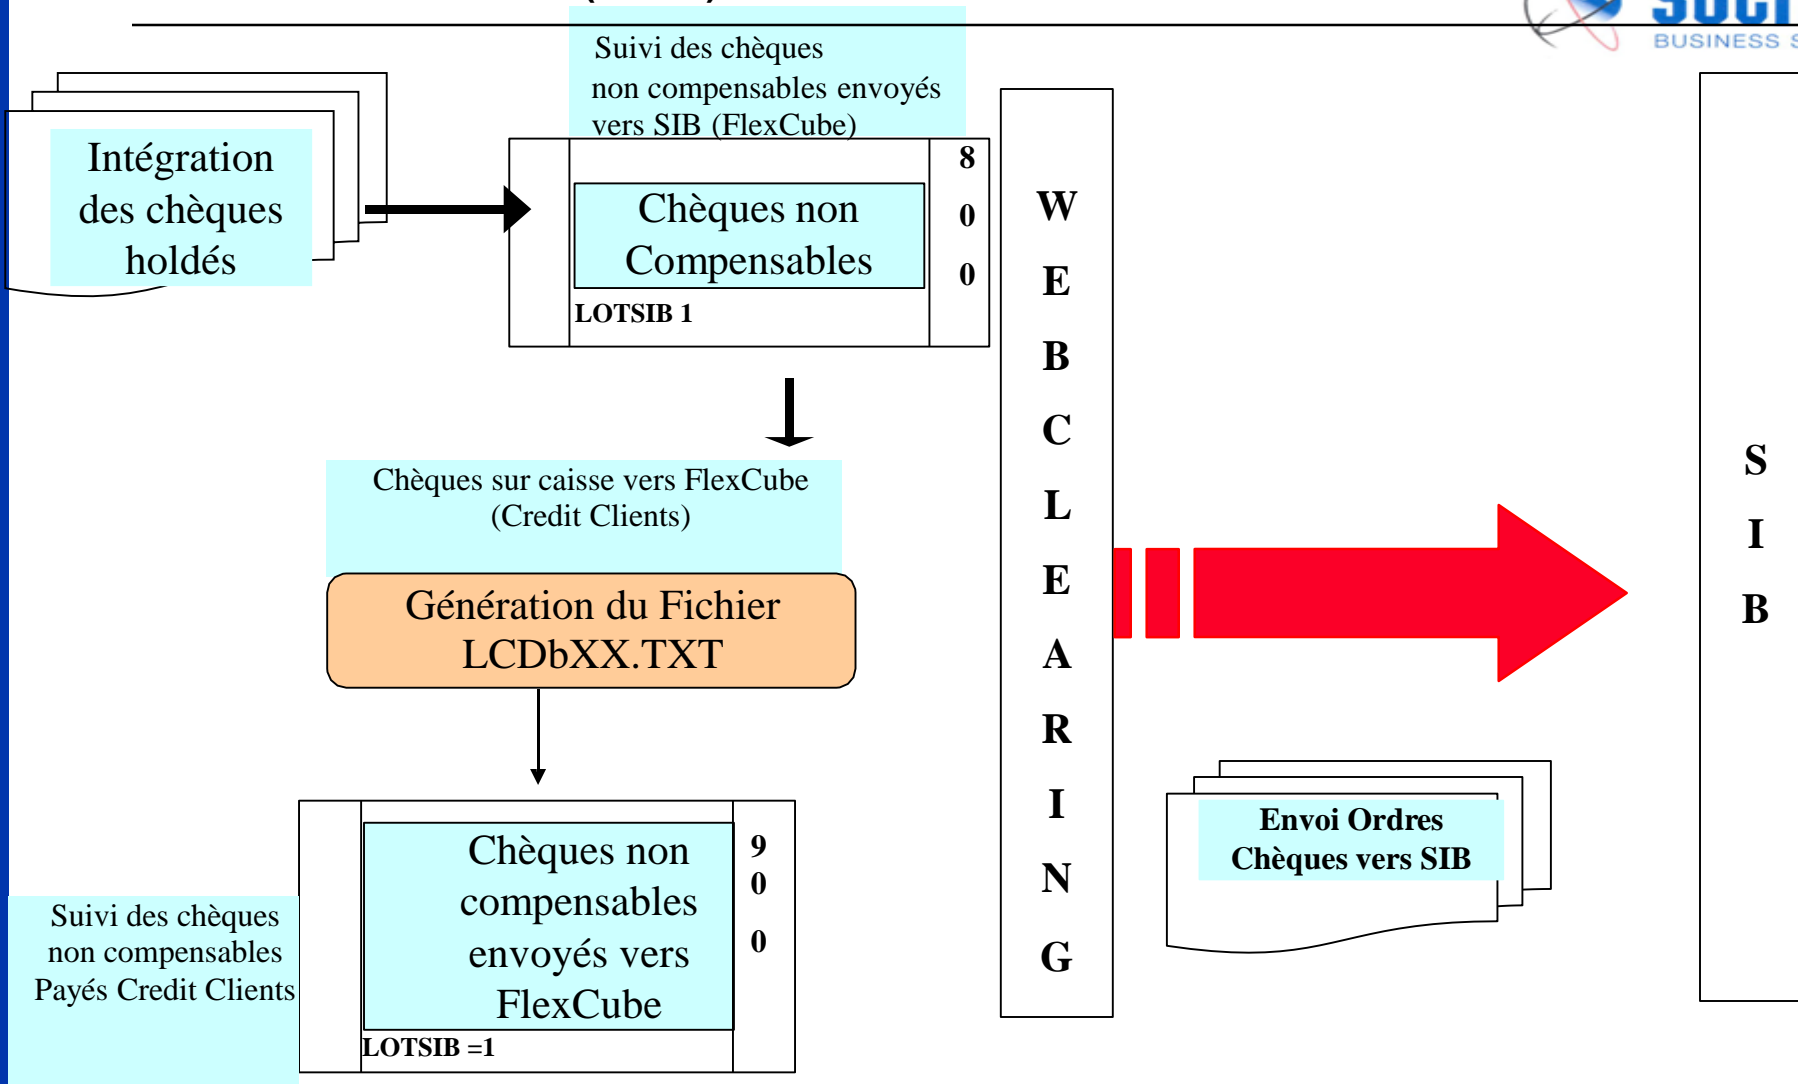 Suivi des chèques
non compensables envoyés
vers SIB (FlexCube)
BUSINESS
Intégration
des chèques
holdés
Chèques non
Compensables
LOTSIB 1
8
0
0
W
E
B
C
L
E
A
R
I
N
G
S
I
B
Chèques sur caisse vers FlexCube
(Credit Clients)
Génération du Fichier
LCDbXX.TXT
Envoi Ordres
Chèques vers SIB
Chèques non
compensables
envoyés vers
FlexCube
LOTSIB =1
9
0
0
Suivi des chèques
non compensables
Payés Credit Clients